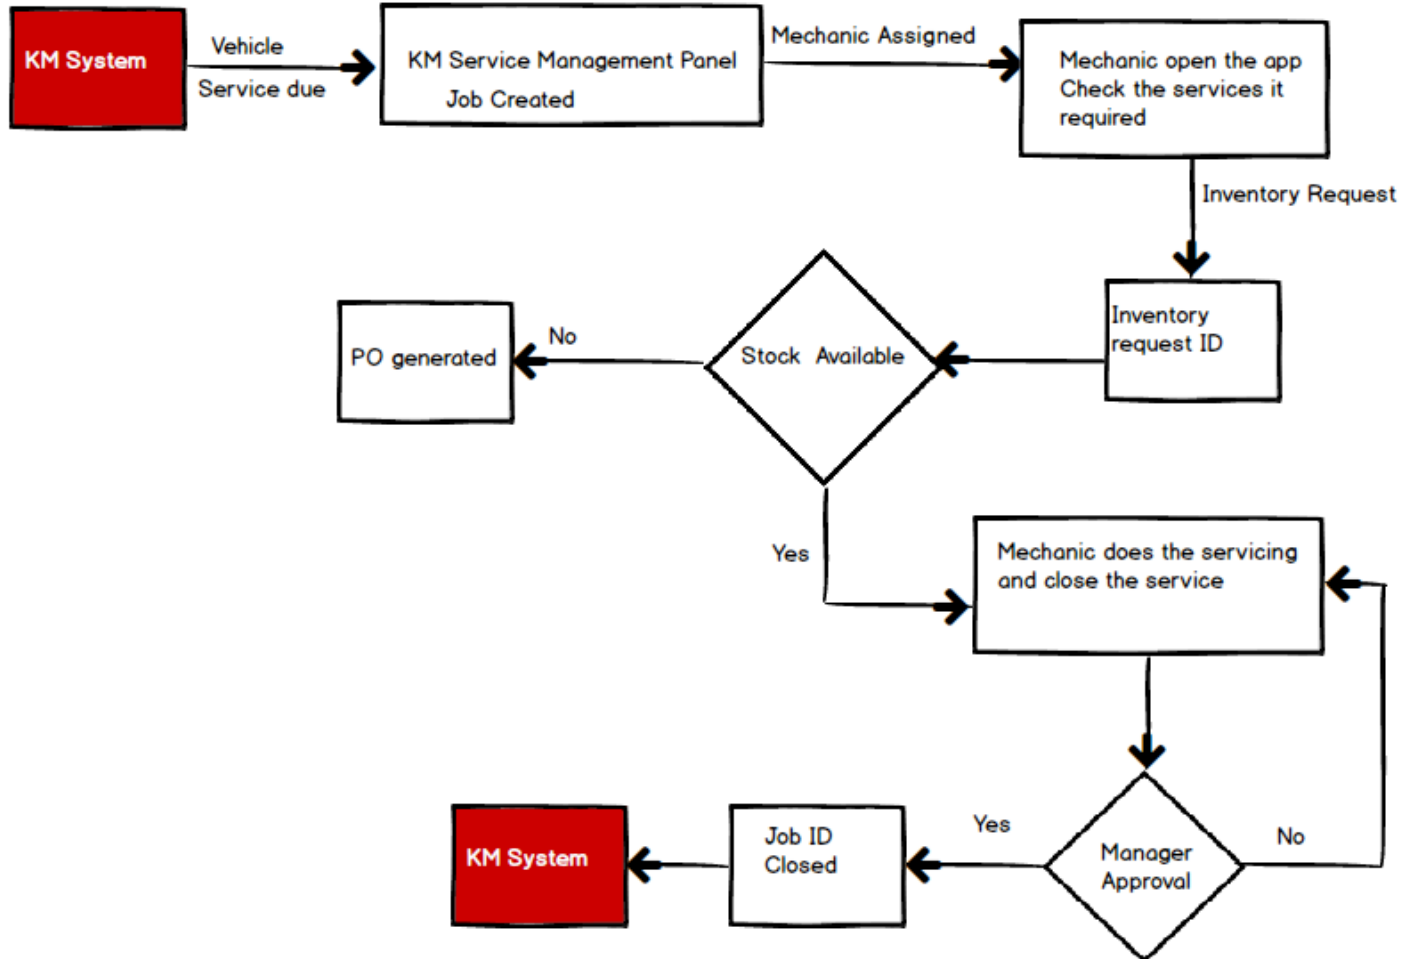 KM System
Vehicle
Service due
KM Service Management Panel
Job Created
Mechanic Assigned
Mechanic open the app
Check the services it
required
Inventory Request
Inventory
request ID
Stock Available
No
PO generated
Yes
Mechanic does the servicing
and close the service
Manager
Approval
No
Yes
Job ID
Closed
KM System